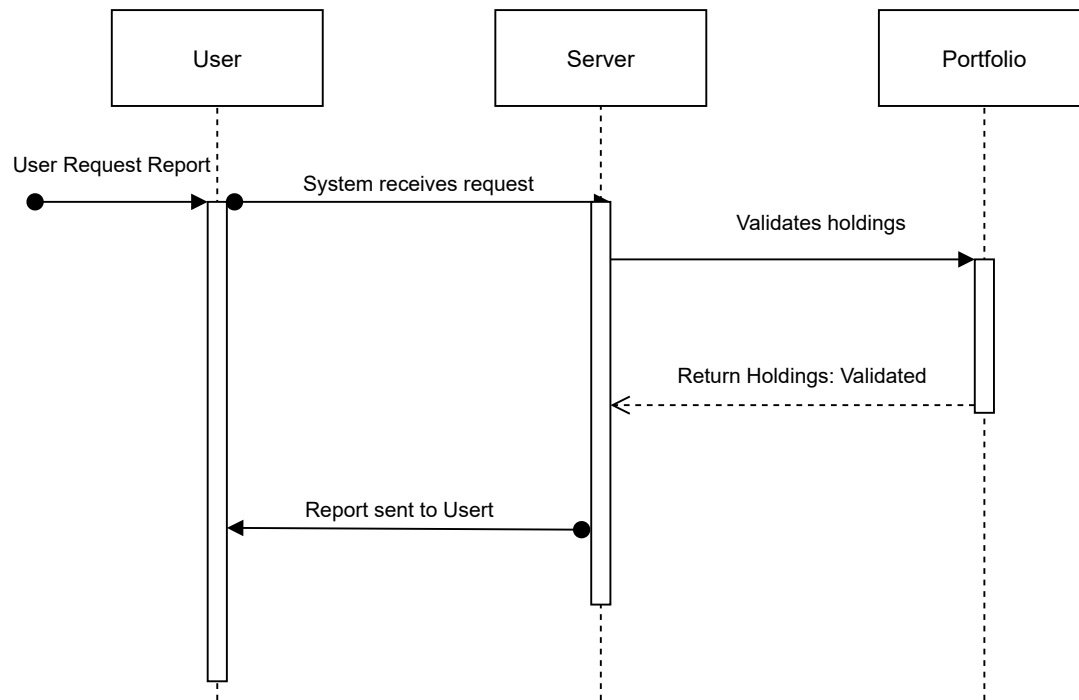 User
Server
Portfolio
User Request Report
System receives request
Validates holdings
Return Holdings: Validated
Report sent to Usert